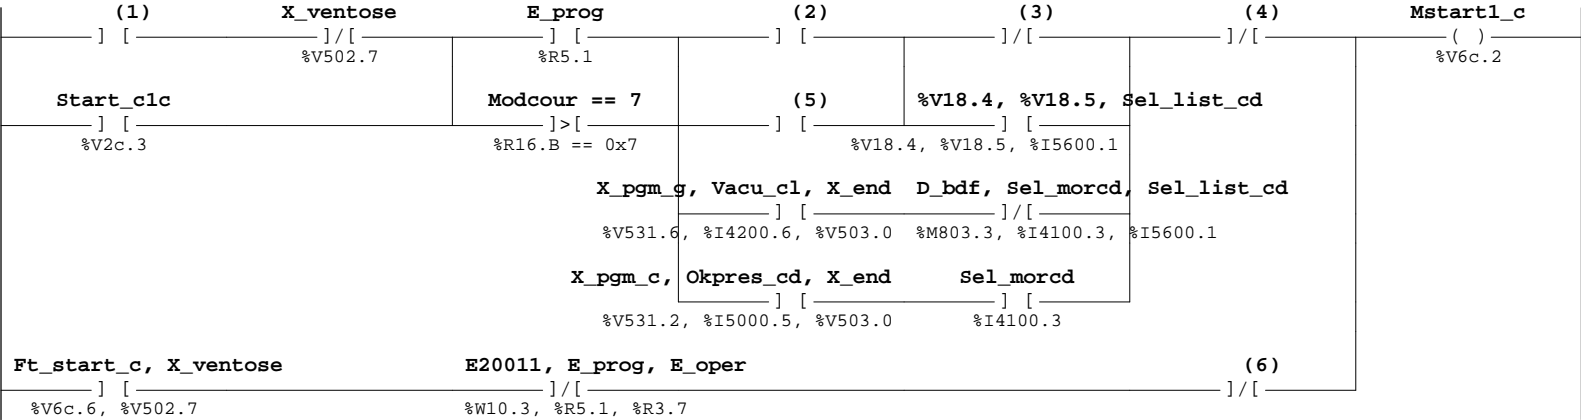 (1) X_ventose E_prog (2) (3) (4) Mstart1_c
] [ ]/[ ] [ ] [ ]/[ ]/[ ( )
%V502.7 %R5.1 %V6c.2
Start_c1c Modcour == 7 (5) %V18.4, %V18.5, Sel_list_cd
] [ ]>[ ] [ ] [
%V2c.3 %R16.B == 0x7 %V18.4, %V18.5, %I5600.1
X_pgm_g, Vacu_cl, X_end D_bdf, Sel_morcd, Sel_list_cd
] [ ]/[
%V531.6, %I4200.6, %V503.0 %M803.3, %I4100.3, %I5600.1
X_pgm_c, Okpres_cd, X_end Sel_morcd
] [ ] [
%V531.2, %I5000.5, %V503.0 %I4100.3
Ft_start_c, X_ventose E20011, E_prog, E_oper (6)
] [ ]/[ ]/[
%V6c.6, %V502.7 %W10.3, %R5.1, %R3.7